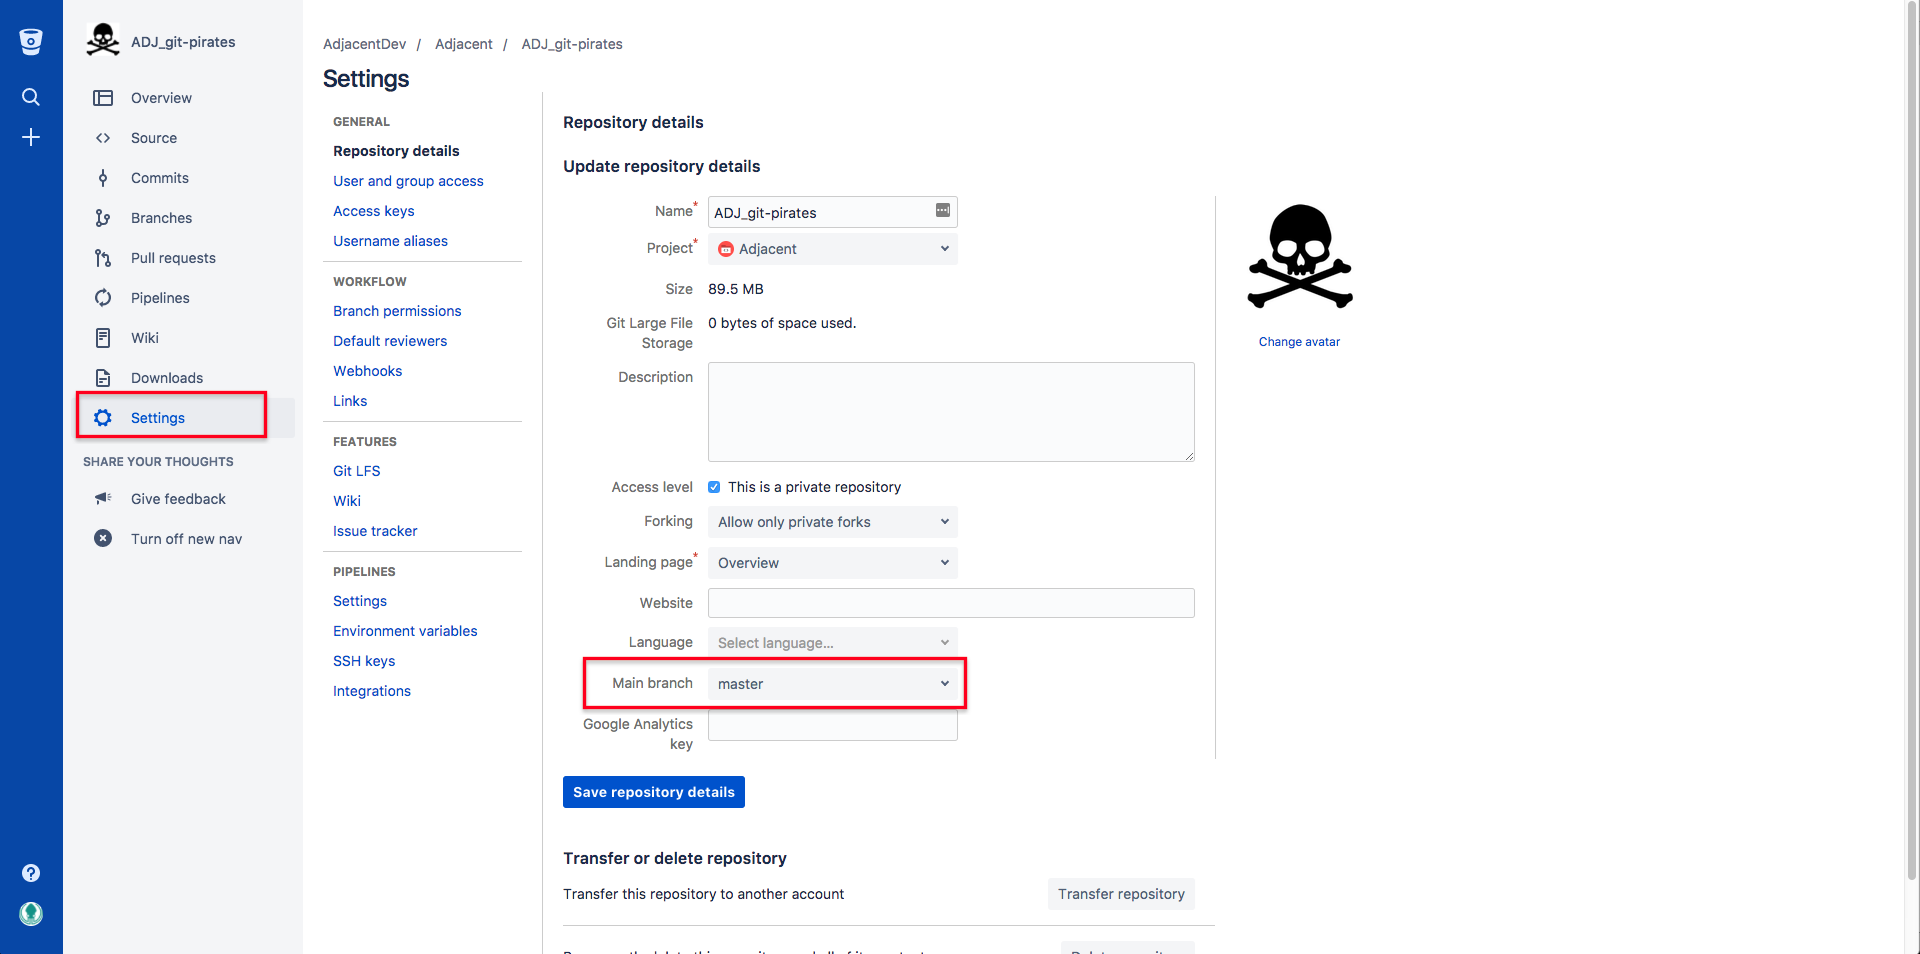 ADJ_git-pirates
Overview
Source
Commits
Branches
Pull requests
Pipelines
Wiki
Downloads
Settings
SHARE YOUR THOUGHTS
Give feedback
Turn off new nav
AdjacentDev / Adjacent / ADJ_git-pirates
Settings
GENERAL
Repository details
User and group access
Access keys
Username aliases
WORKFLOW
Branch permissions
Default reviewers
Webhooks
Links
FEATURES
Git LFS
Wiki
Issue tracker
PIPELINES
Settings
Environment variables
SSH keys
Integrations
Repository details
Update repository details
Name* ADJ_git-pirates
Project* Adjacent
Size 89.5 MB
Git Large File 0 bytes of space used.
Storage
Description
Access level This is a private repository
Forking Allow only private forks
Landing page* Overview
Website
Language Select language...
Main branch master
Google Analytics
key
Save repository details
Change avatar
Transfer or delete repository
Transfer this repository to another account Transfer repository